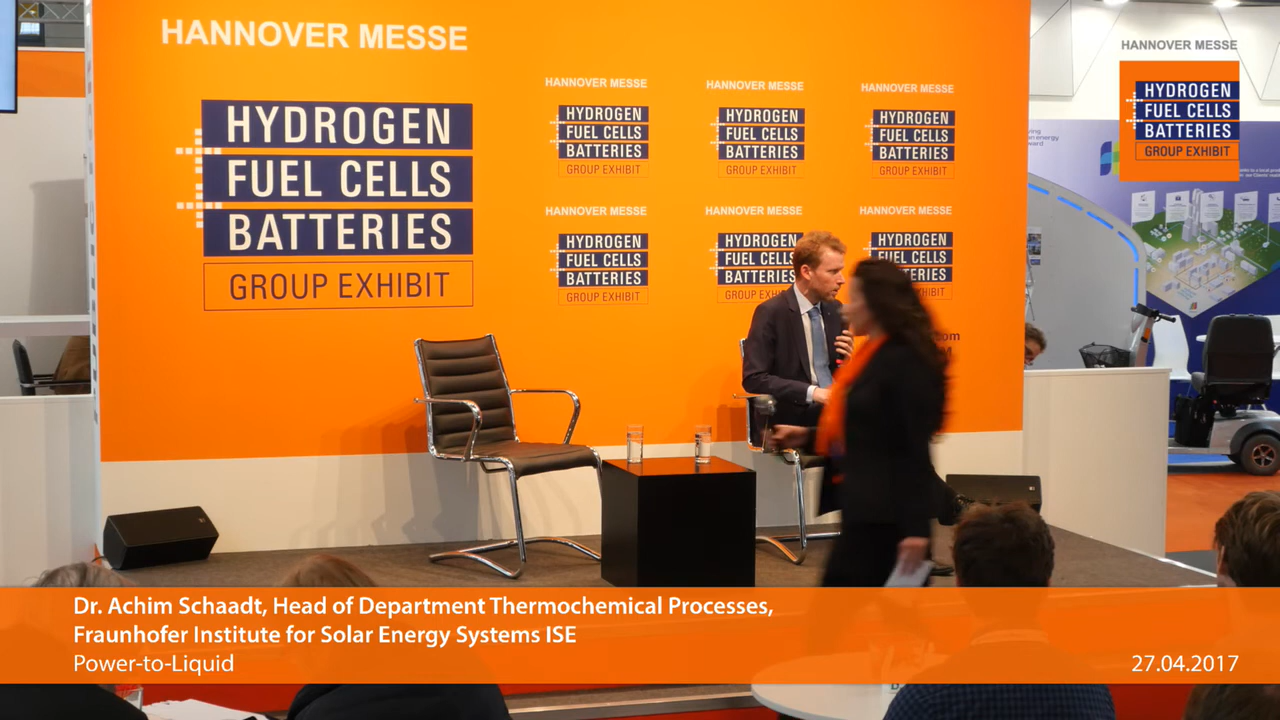 HANNOVER MESSE
HYDROGEN
FUEL CELLS
BATTERIES
GROUP EXHIBIT
HANNOVER MESSE
HYDROGEN
FUEL CELLS
BATTERIES
GROUP EXHIBIT
HANNOVER MESSE
HYDROGEN
FUEL CELLS
BATTERIES
GROUP EXHIBIT
HANNOVER MESSE
HYDROGEN
FUEL CELLS
BATTERIES
GROUP EXHIBIT
HANNOVER MESSE
HYDROGEN
FUEL CELLS
BATTERIES
GROUP EXHIBIT
HANNOVER MESSE
HYDROGEN
FUEL CELLS
BATTERIES
GROUP EXHIBIT
HANNOVER MESSE
HYDROGEN
FUEL CELLS
BATTERIES
EXHIBIT
HANNOVER MESSE
HYDROGEN
FUEL CELLS
BATTERIES
GROUP EXHIBIT
Dr. Achim Schaadt, Head of Department Thermochemical Processes,
Fraunhofer Institute for Solar Energy Systems ISE
Power-to-Liquid
27.04.2017